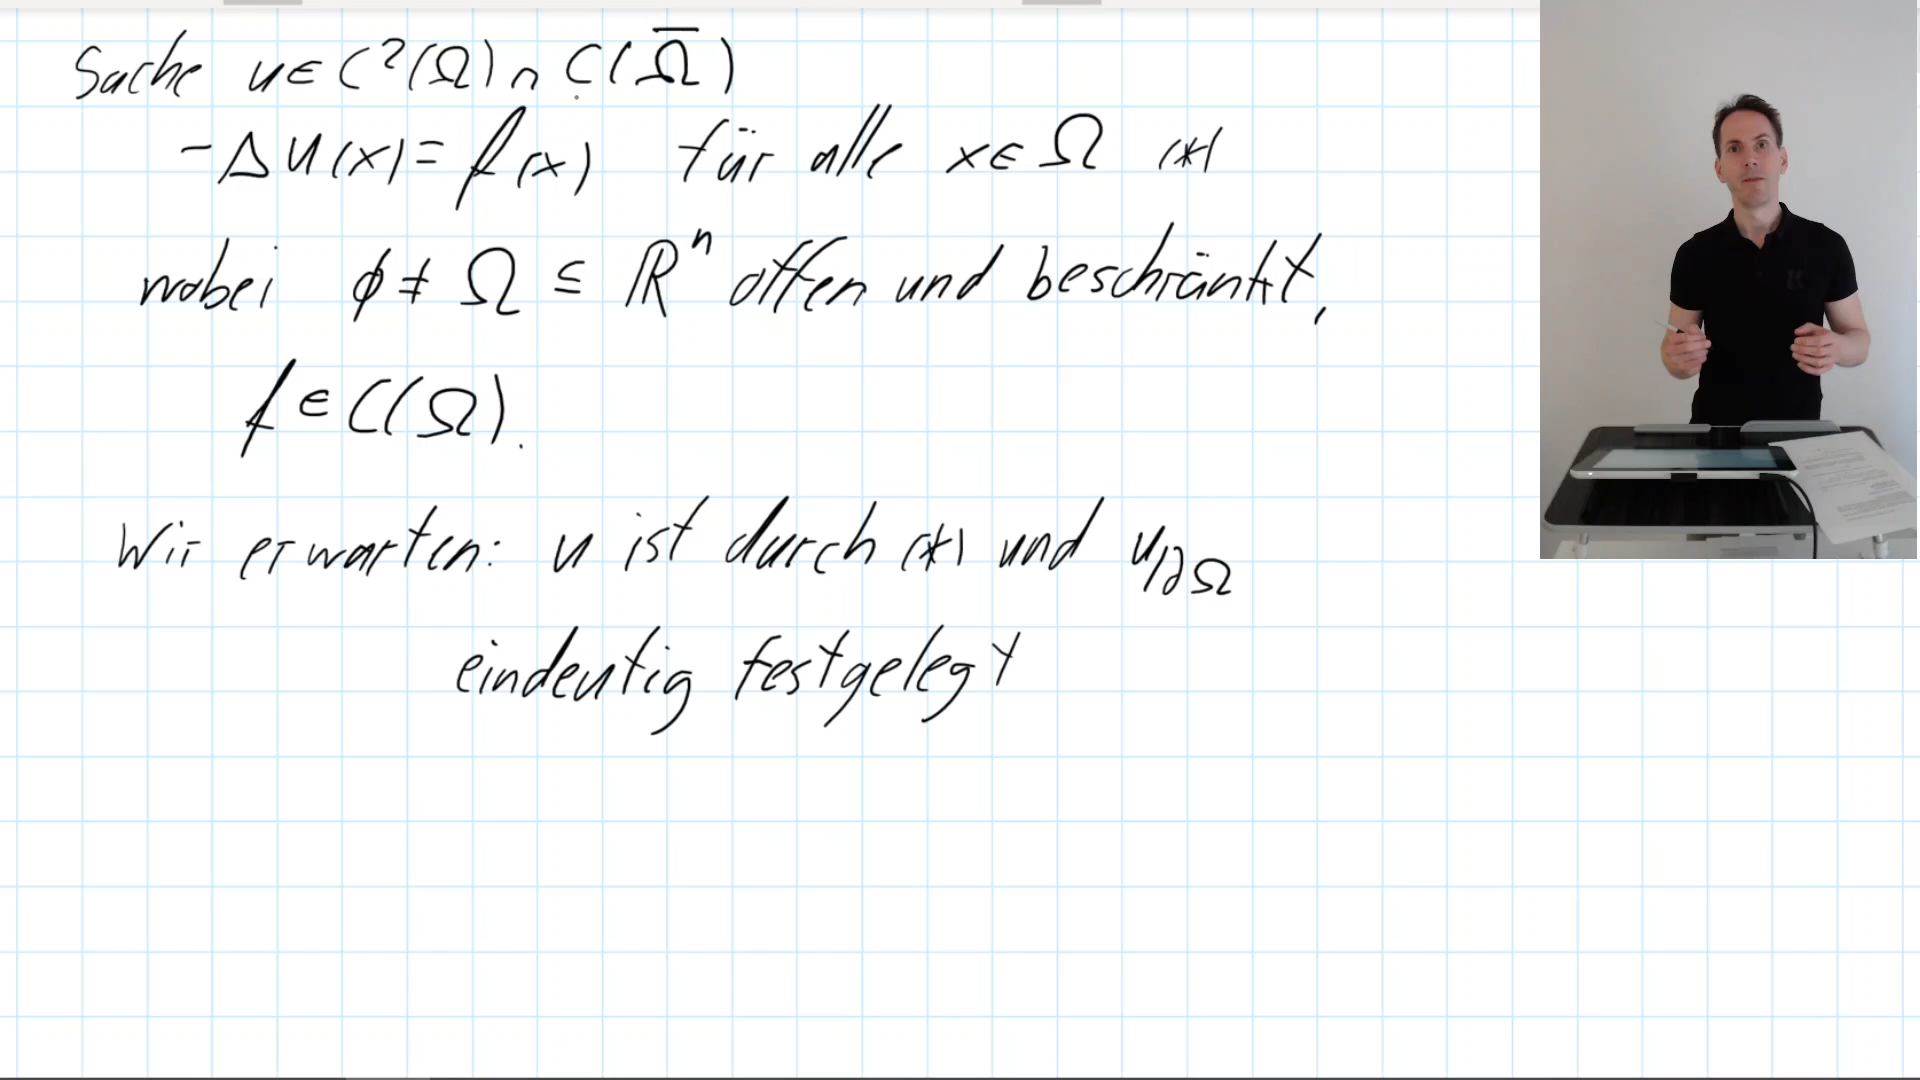 Suche u ∈ C²(Ω) ∩ C(Ω̅)
-Δu(x) = f(x) für alle x ∈ Ω (*)
wobei ∅ ≠ Ω ⊆ ℝⁿ offen und beschränkt,
f ∈ C(Ω).
Wir erwarten: u ist durch (*) und u|∂Ω
eindeutig festgelegt